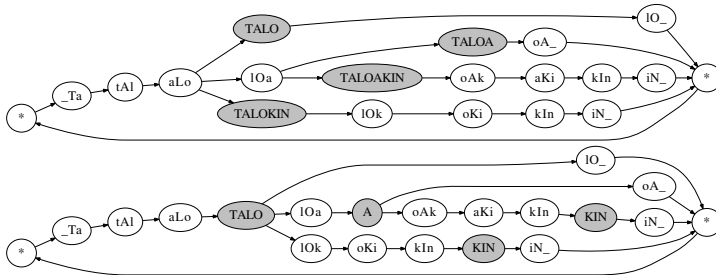 TALO lO_
TALOA oA_
* _Ta tAl aLo lOa TALOAKIN oAk aKi kIn iN_ *
TALOKIN lOk oKi kIn iN_
lO_
oA_
* _Ta tAl aLo TALO lOa A oAk aKi kIn KIN iN_ *
lOk oKi kIn KIN iN_